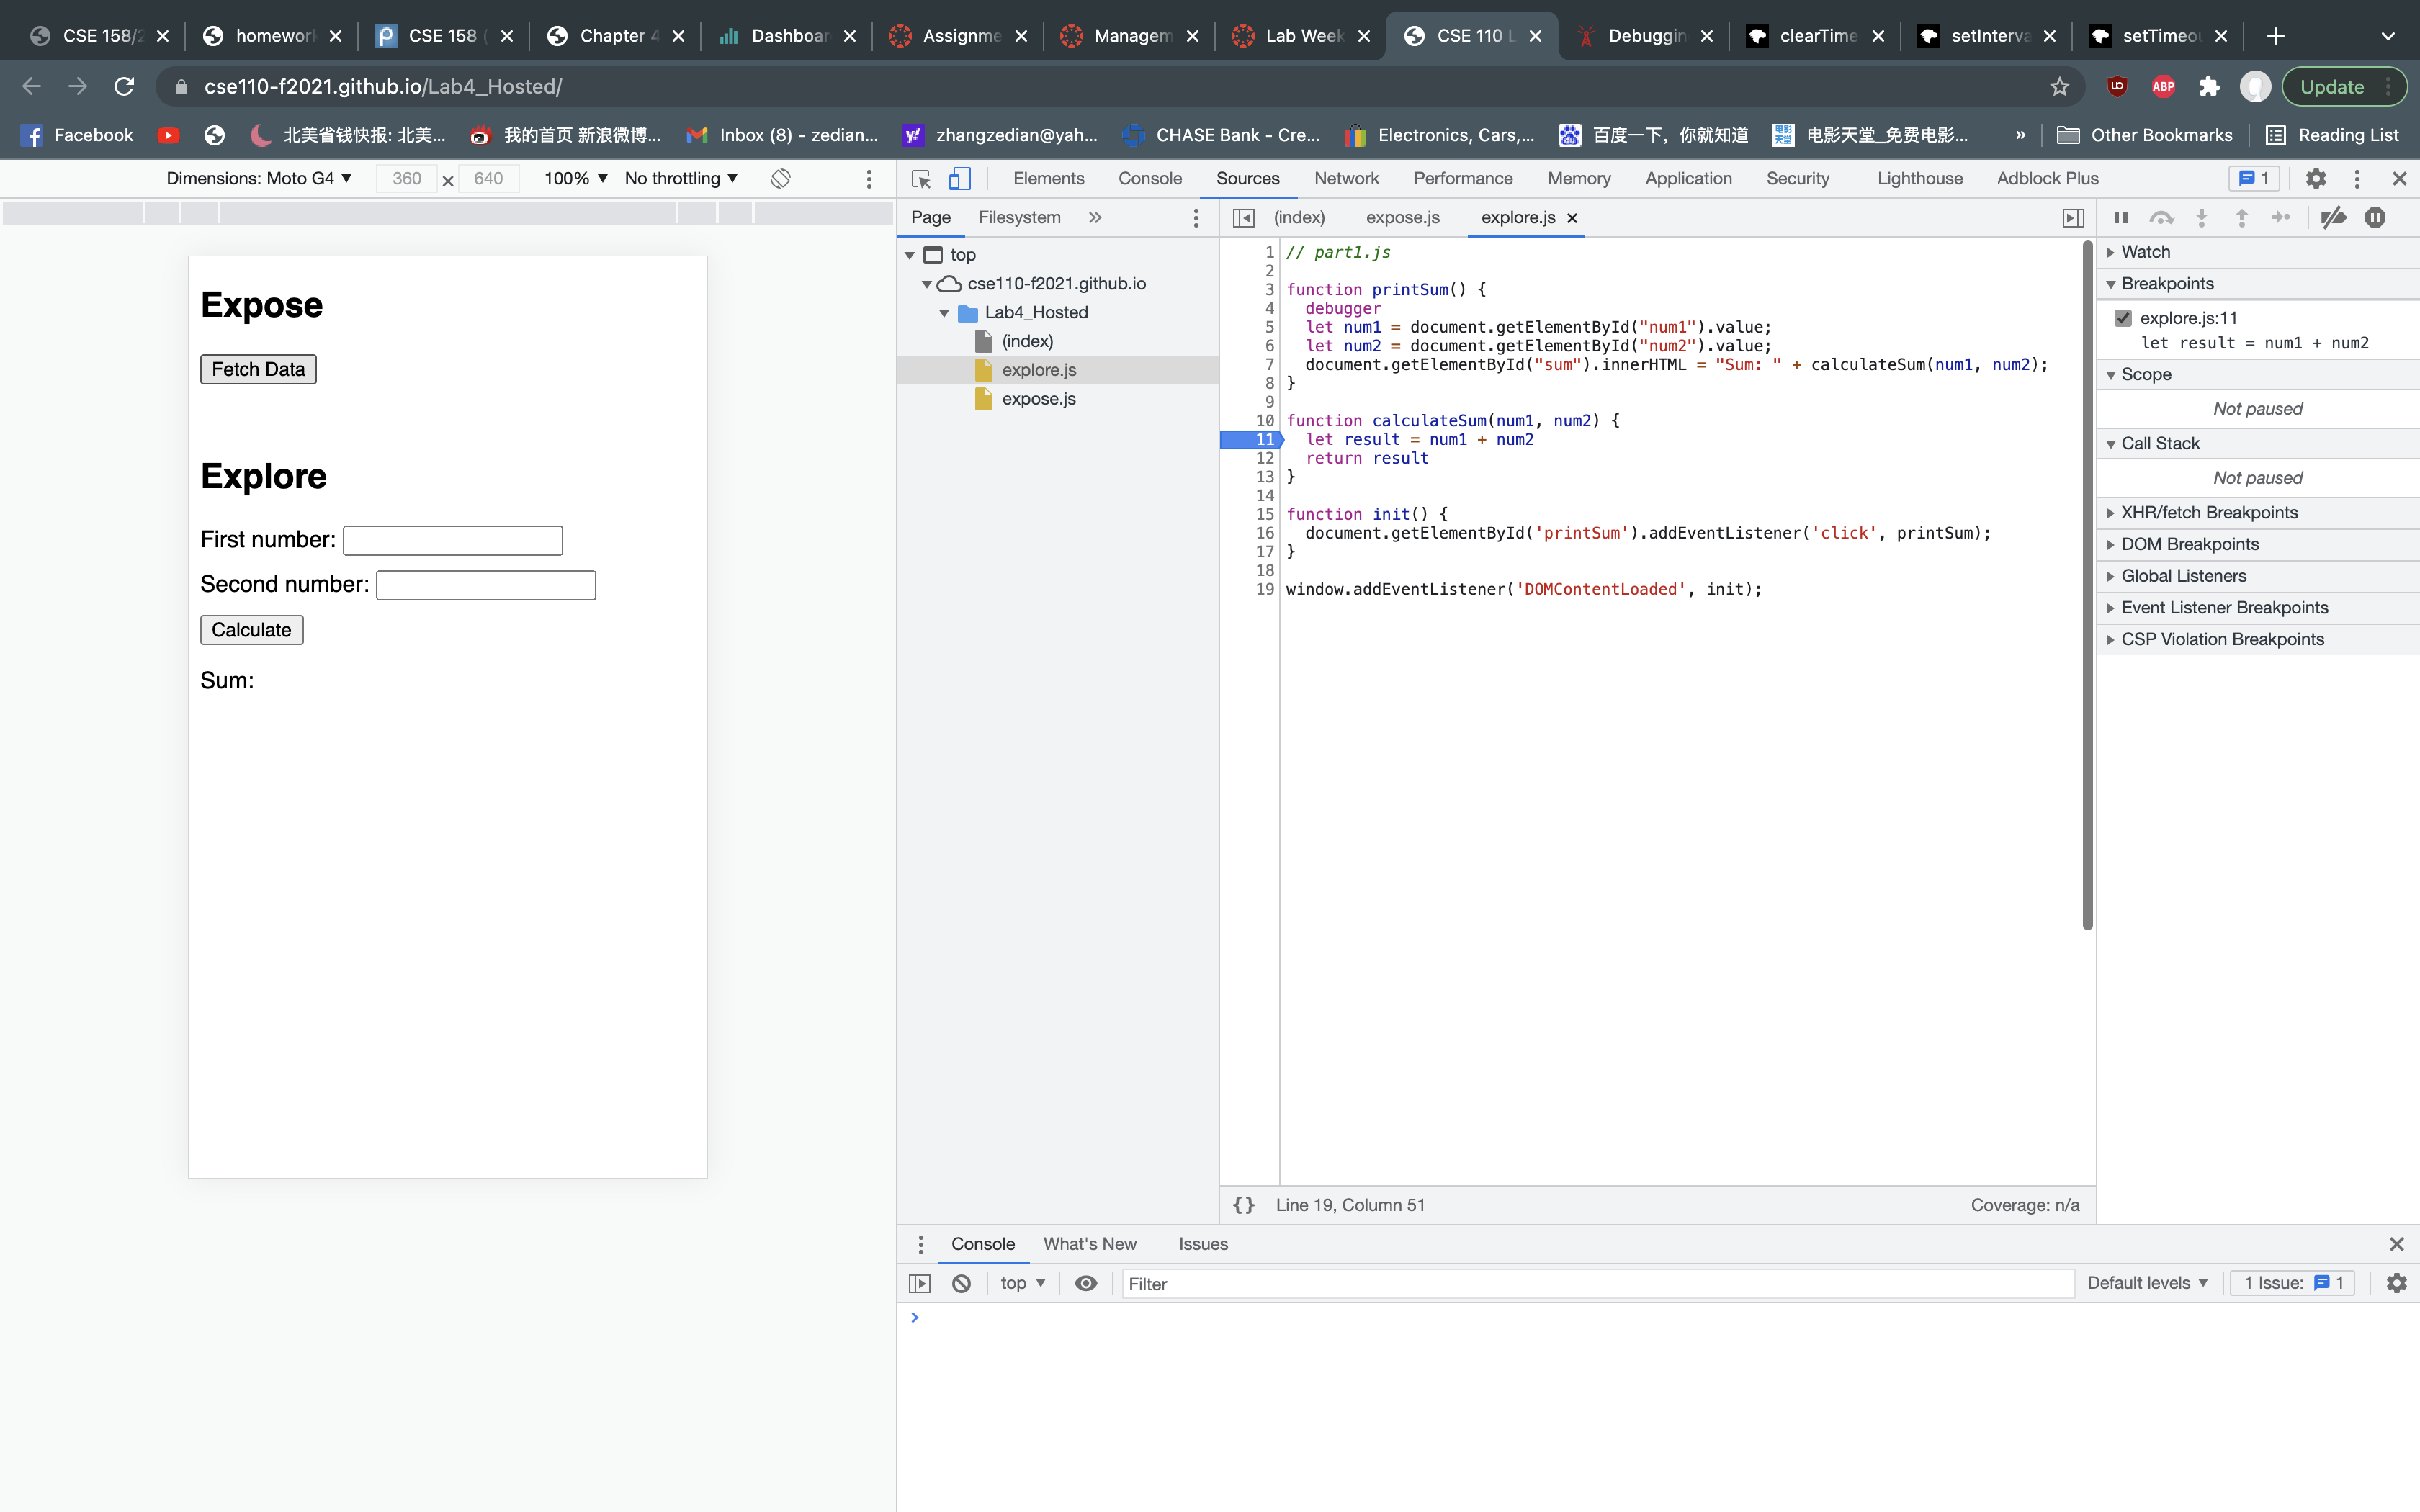 CSE 158/2
homework
CSE 158 (
Chapter 4
Dashboar
Assignme
Managem
Lab Week
CSE 110 L
Debuggin
clearTime
setInterva
setTimeou
cse110-f2021.github.io/Lab4_Hosted/
ABP
Update
Facebook
北美省钱快报: 北美...
我的首页 新浪微博...
Inbox (8) - zedian...
zhangzedian@yah...
CHASE Bank - Cre...
Electronics, Cars,...
百度一下，你就知道
电影天堂_免费电影...
»
Other Bookmarks
Reading List
Dimensions: Moto G4 ▼ 360 × 640 100% ▼ No throttling ▼
Expose
Fetch Data
Explore
First number:
Second number:
Calculate
Sum:
Elements Console Sources Network Performance Memory Application Security Lighthouse Adblock Plus 1
Page Filesystem »
top
cse110-f2021.github.io
Lab4_Hosted
(index)
explore.js
expose.js
(index) expose.js explore.js
1 // part1.js
2
3 function printSum() {
4 debugger
5 let num1 = document.getElementById("num1").value;
6 let num2 = document.getElementById("num2").value;
7 document.getElementById("sum").innerHTML = "Sum: " + calculateSum(num1, num2);
8 }
9
10 function calculateSum(num1, num2) {
11 let result = num1 + num2
12 return result
13 }
14
15 function init() {
16 document.getElementById('printSum').addEventListener('click', printSum);
17 }
18
19 window.addEventListener('DOMContentLoaded', init);
{} Line 19, Column 51 Coverage: n/a
Watch
Breakpoints
explore.js:11
let result = num1 + num2
Scope
Not paused
Call Stack
Not paused
XHR/fetch Breakpoints
DOM Breakpoints
Global Listeners
Event Listener Breakpoints
CSP Violation Breakpoints
Console What's New Issues
top ▼ Filter Default levels ▼ 1 Issue: 1